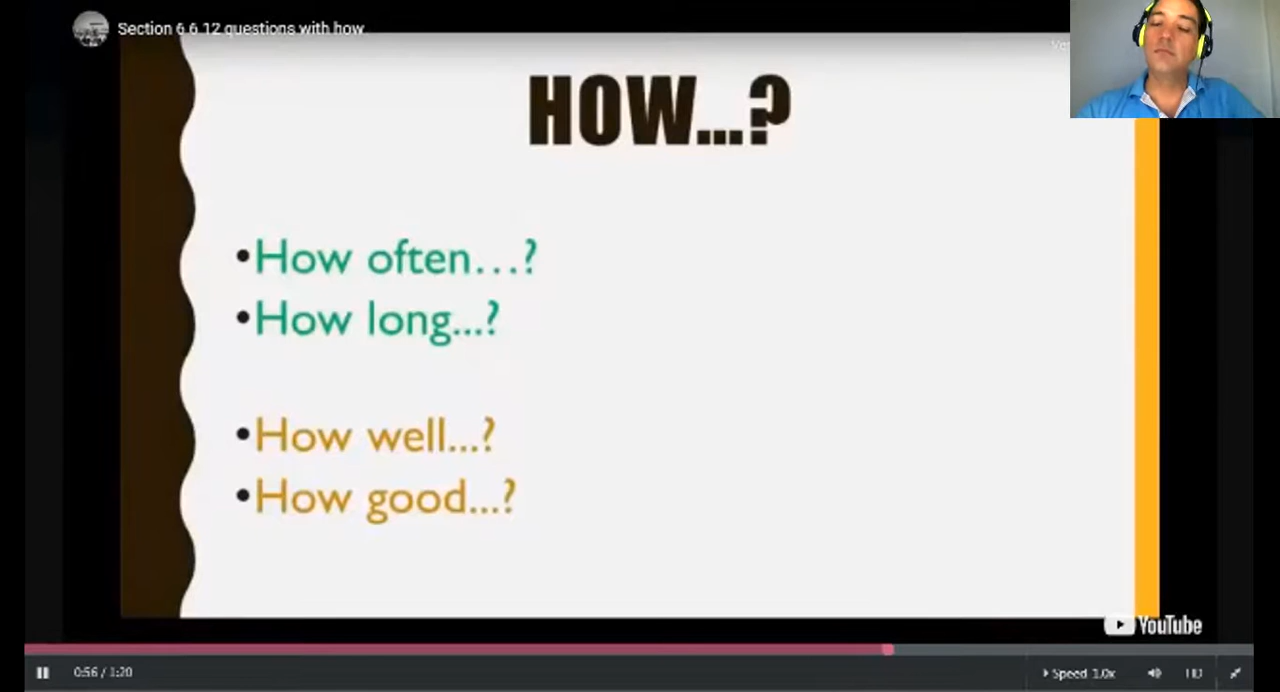 Section 6 6 12 questions with how
HOW...?
•How often...?
•How long...?
•How well...?
•How good...?
YouTube
0:56 / 1:20
Speed 1.0x
HD